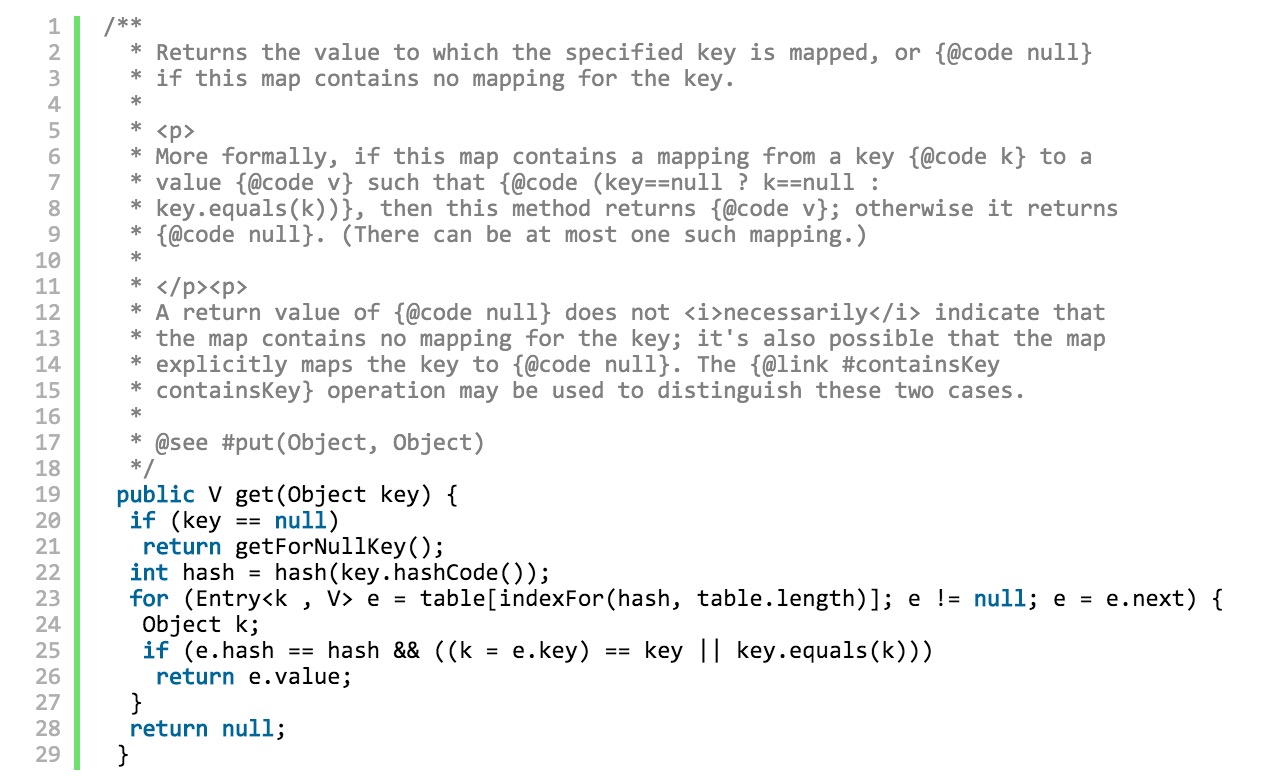 1 /**
2 * Returns the value to which the specified key is mapped, or {@code null}
3 * if this map contains no mapping for the key.
4 *
5 * <p>
6 * More formally, if this map contains a mapping from a key {@code k} to a
7 * value {@code v} such that {@code (key==null ? k==null :
8 * key.equals(k))}, then this method returns {@code v}; otherwise it returns
9 * {@code null}. (There can be at most one such mapping.)
10 *
11 * </p><p>
12 * A return value of {@code null} does not <i>necessarily</i> indicate that
13 * the map contains no mapping for the key; it's also possible that the map
14 * explicitly maps the key to {@code null}. The {@link #containsKey
15 * containsKey} operation may be used to distinguish these two cases.
16 *
17 * @see #put(Object, Object)
18 */
19 public V get(Object key) {
20 if (key == null)
21 return getForNullKey();
22 int hash = hash(key.hashCode());
23 for (Entry<k , V> e = table[indexFor(hash, table.length)]; e != null; e = e.next) {
24 Object k;
25 if (e.hash == hash && ((k = e.key) == key || key.equals(k)))
26 return e.value;
27 }
28 return null;
29 }